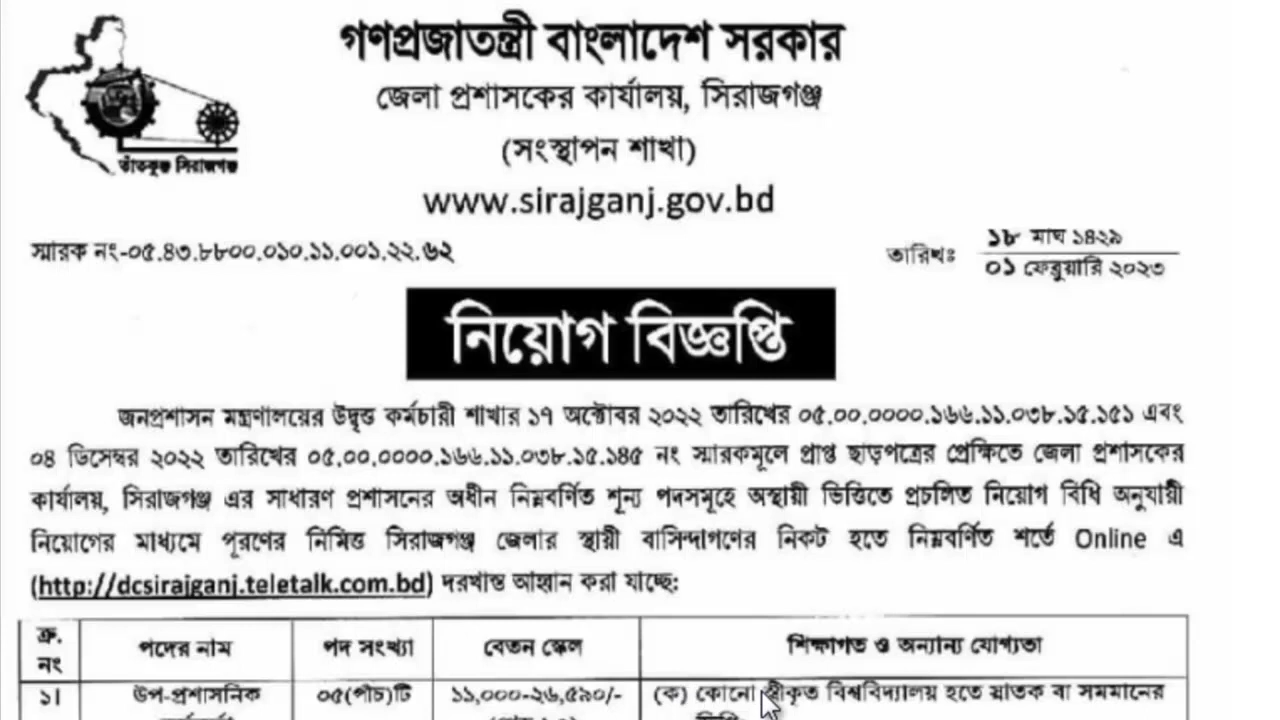 গণপ্রজাতন্ত্রী বাংলাদেশ সরকার
জেলা প্রশাসকের কার্যালয়, সিরাজগঞ্জ
(সংস্থাপন শাখা)
www.sirajganj.gov.bd
তাঁতকুঞ্জ সিরাজগঞ্জ
স্মারক নং-০৫.৪৩.৮৮০০.০১০.১১.০০১.২২.৬২
তারিখঃ ১৮ মাঘ ১৪২৯
০১ ফেব্রুয়ারি ২০২৩
নিয়োগ বিজ্ঞপ্তি
জনপ্রশাসন মন্ত্রণালয়ের উদ্বৃত্ত কর্মচারী শাখার ১৭ অক্টোবর ২০২২ তারিখের ০৫.০০.০০০০.১৬৬.১১.০৩৮.১৫.১৫১ এবং
০৪ ডিসেম্বর ২০২২ তারিখের ০৫.০০.০০০০.১৬৬.১১.০৩৮.১৫.১৪৫ নং স্মারকমূলে প্রাপ্ত ছাড়পত্রের প্রেক্ষিতে জেলা প্রশাসকের
কার্যালয়, সিরাজগঞ্জ এর সাধারণ প্রশাসনের অধীন নিম্নবর্ণিত শূন্য পদসমূহে অস্থায়ী ভিত্তিতে প্রচলিত নিয়োগ বিধি অনুযায়ী
নিয়োগের মাধ্যমে পূরণের নিমিত্ত সিরাজগঞ্জ জেলার স্থায়ী বাসিন্দাগণের নিকট হতে নিম্নবর্ণিত শর্তে Online এ
(http://dcsirajganj.teletalk.com.bd) দরখাস্ত আহ্বান করা যাচ্ছে:
ক্র. নং পদের নাম পদ সংখ্যা বেতন স্কেল শিক্ষাগত ও অন্যান্য যোগ্যতা
১। উপ-প্রশাসনিক ০৫(পাঁচ)টি ১১,০০০-২৬,৫৯০/- (ক) কোনো স্বীকৃত বিশ্ববিদ্যালয় হতে স্নাতক বা সমমানের